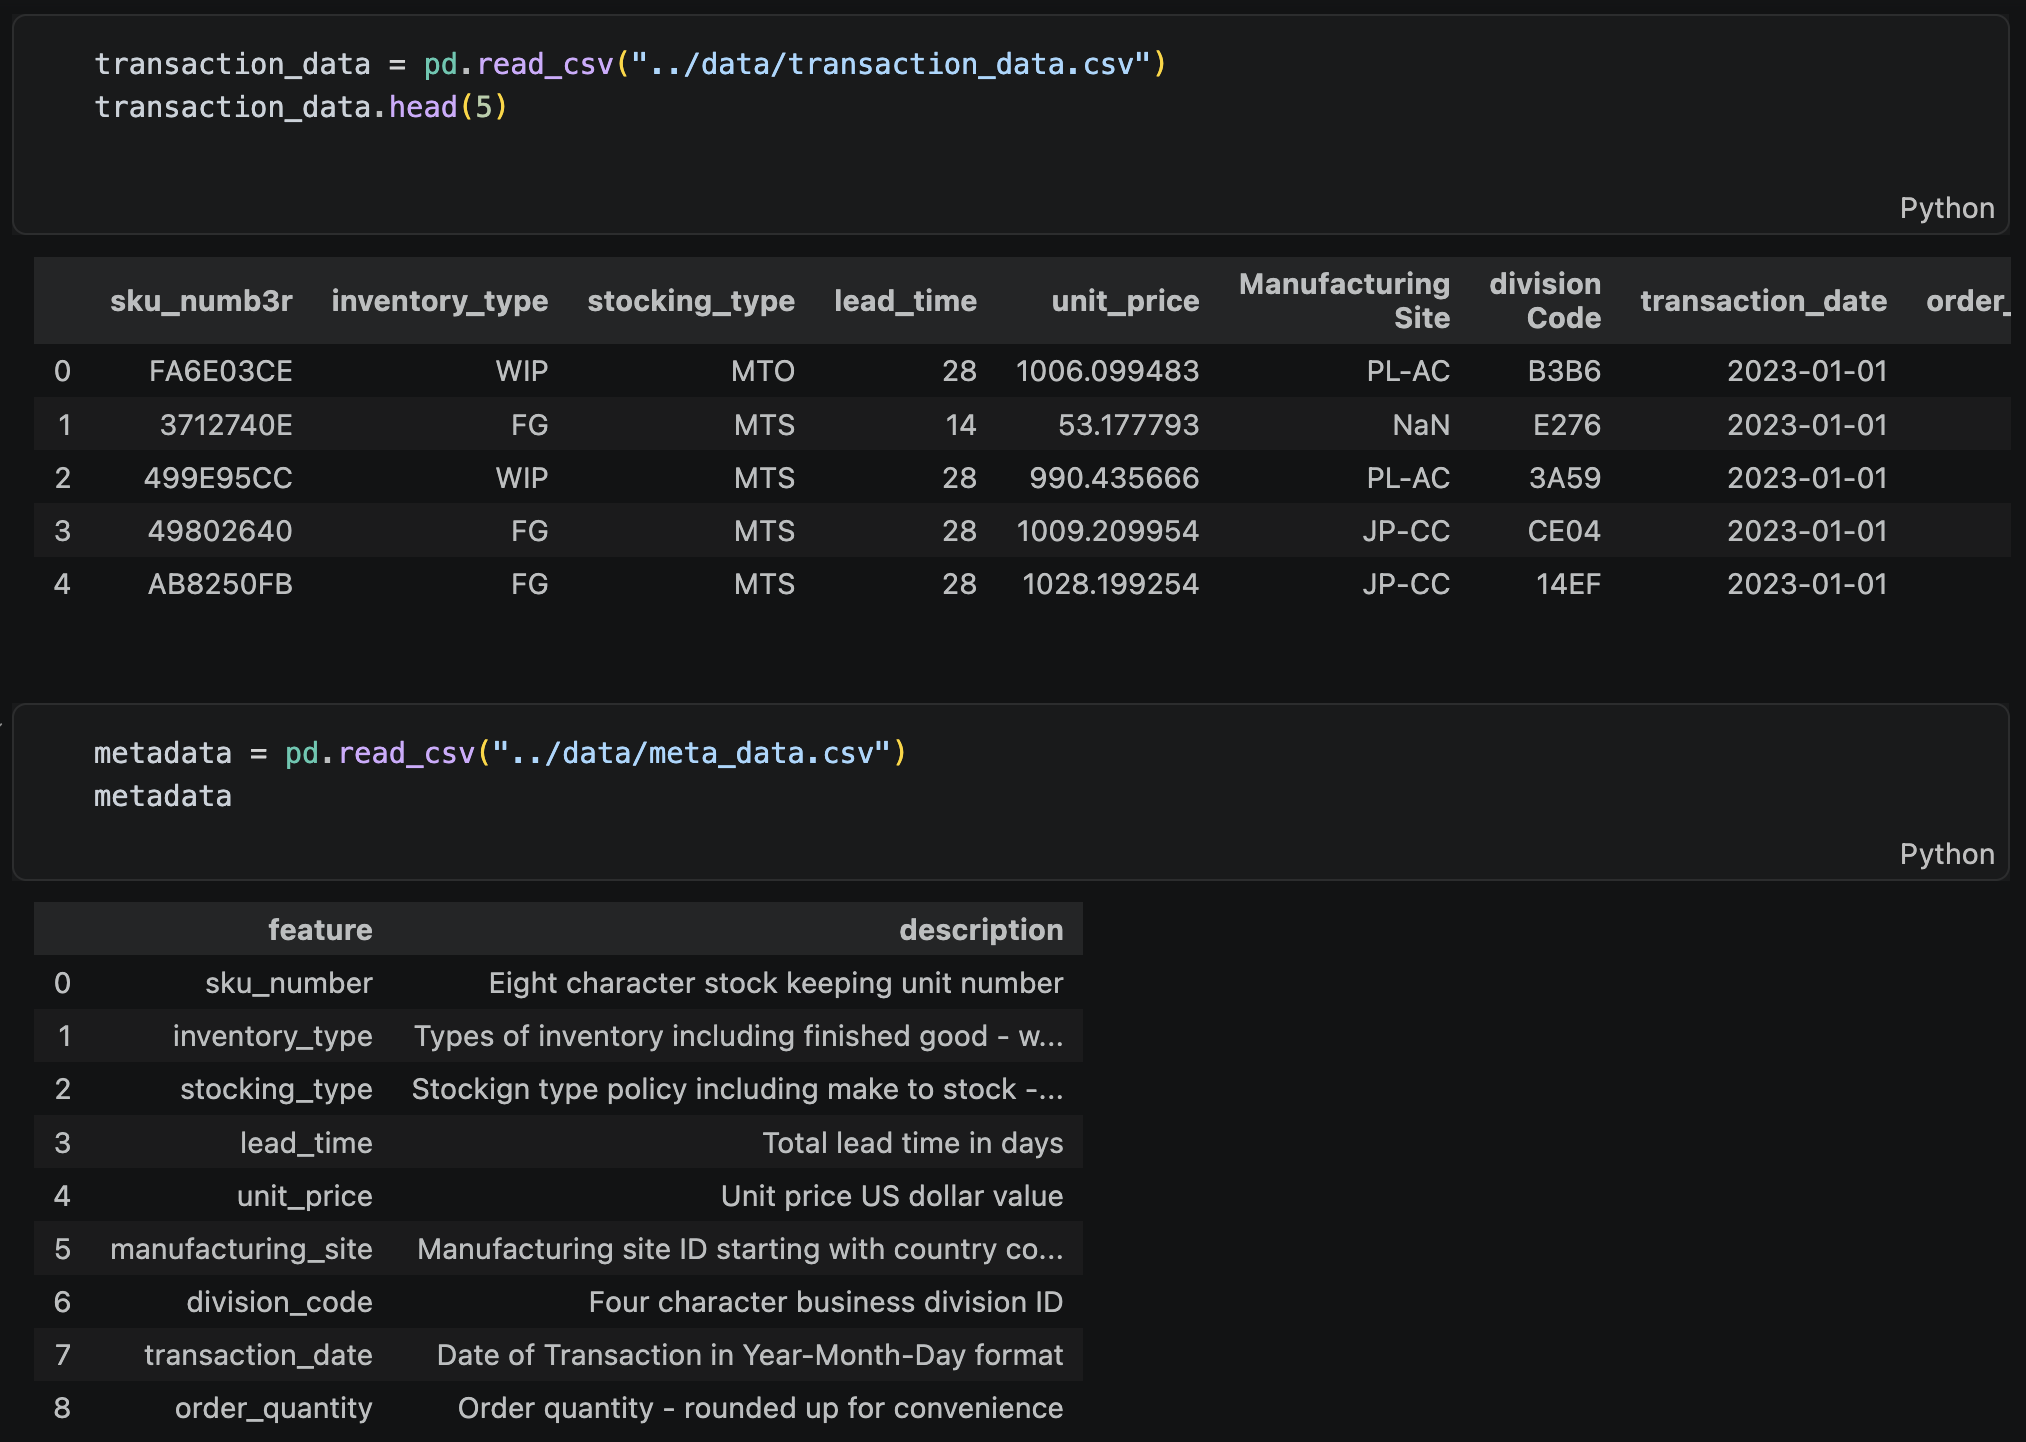 transaction_data = pd.read_csv("../data/transaction_data.csv")
transaction_data.head(5)
Python
sku_numb3r inventory_type stocking_type lead_time unit_price Manufacturing Site division Code transaction_date order_
0 FA6E03CE WIP MTO 28 1006.099483 PL-AC B3B6 2023-01-01
1 3712740E FG MTS 14 53.177793 NaN E276 2023-01-01
2 499E95CC WIP MTS 28 990.435666 PL-AC 3A59 2023-01-01
3 49802640 FG MTS 28 1009.209954 JP-CC CE04 2023-01-01
4 AB8250FB FG MTS 28 1028.199254 JP-CC 14EF 2023-01-01
metadata = pd.read_csv("../data/meta_data.csv")
metadata
Python
feature description
0 sku_number Eight character stock keeping unit number
1 inventory_type Types of inventory including finished good - w...
2 stocking_type Stockign type policy including make to stock -...
3 lead_time Total lead time in days
4 unit_price Unit price US dollar value
5 manufacturing_site Manufacturing site ID starting with country co...
6 division_code Four character business division ID
7 transaction_date Date of Transaction in Year-Month-Day format
8 order_quantity Order quantity - rounded up for convenience